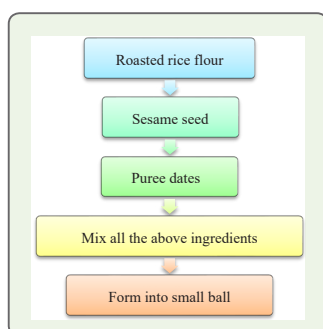 Roasted rice flour
Sesame seed
Puree dates
Mix all the above ingredients
Form into small ball